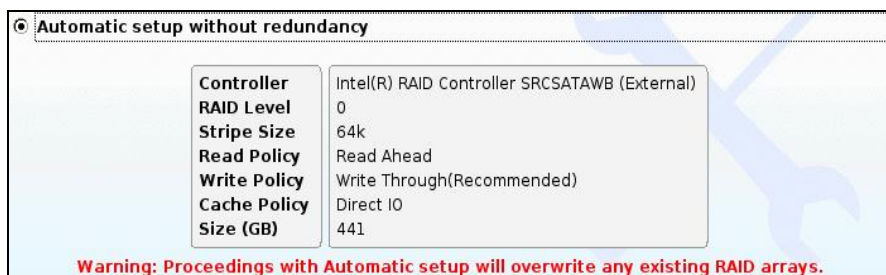 Automatic setup without redundancy
Controller Intel(R) RAID Controller SRCSATAWB (External)
RAID Level 0
Stripe Size 64k
Read Policy Read Ahead
Write Policy Write Through(Recommended)
Cache Policy Direct IO
Size (GB) 441
Warning: Proceedings with Automatic setup will overwrite any existing RAID arrays.